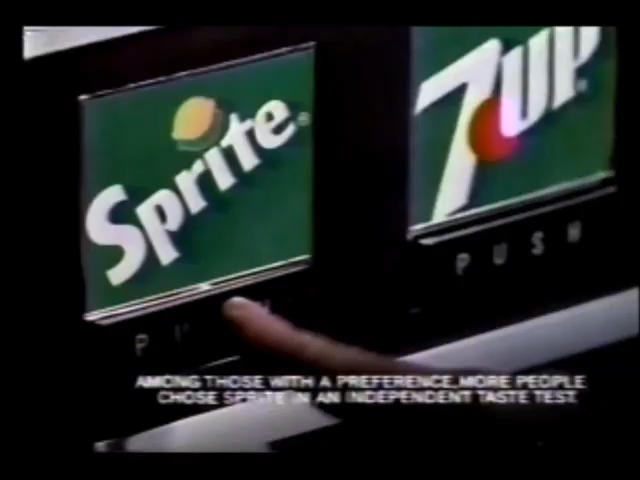 Sprite
7UP
PUSH
AMONG THOSE WITH A PREFERENCE, MORE PEOPLE
CHOSE SPRITE IN AN INDEPENDENT TASTE TEST.